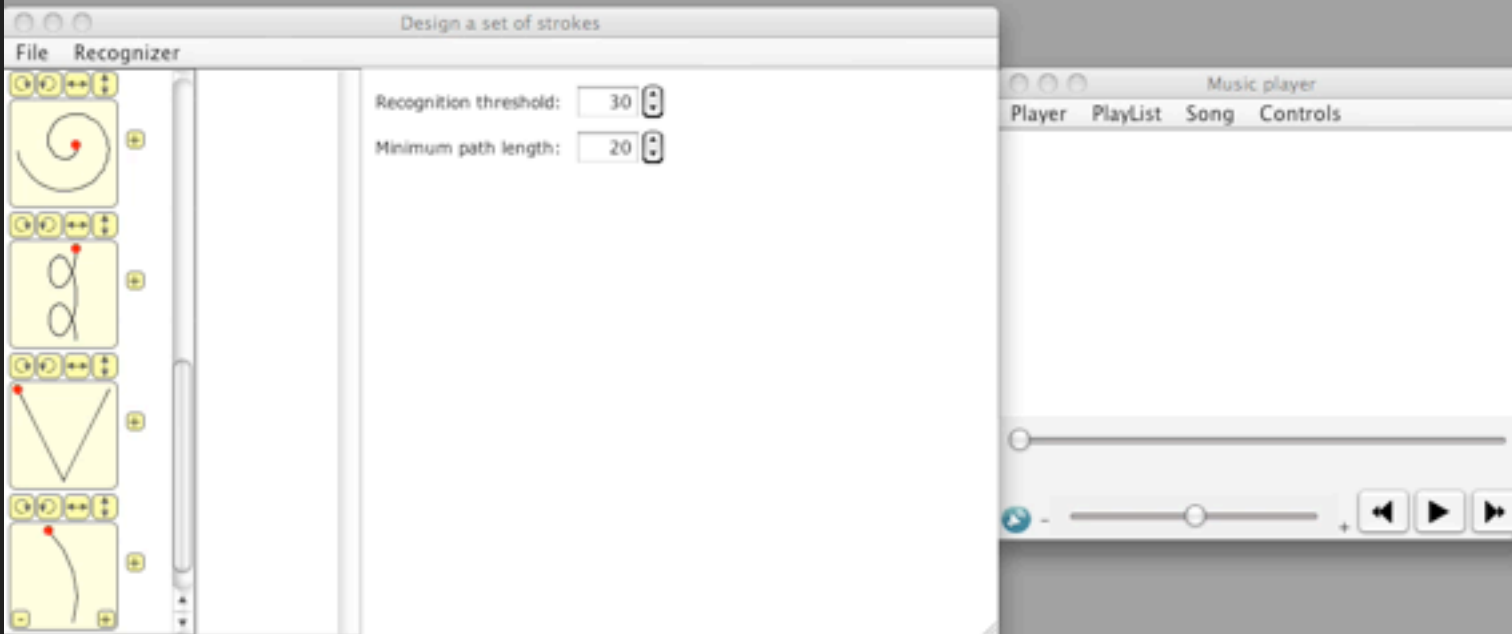 Design a set of strokes
File Recognizer
Recognition threshold: 30
Minimum path length: 20
Music player
Player PlayList Song Controls
- +